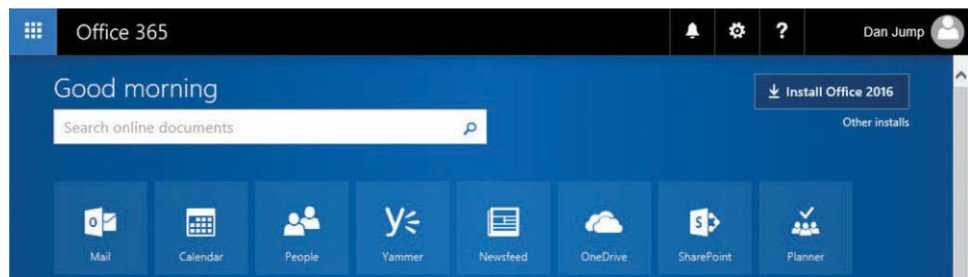 Office 365
?
Dan Jump
Good morning
Install Office 2016
Search online documents
Other installs
Mail
Calendar
People
Yammer
Newsfeed
OneDrive
SharePoint
Planner